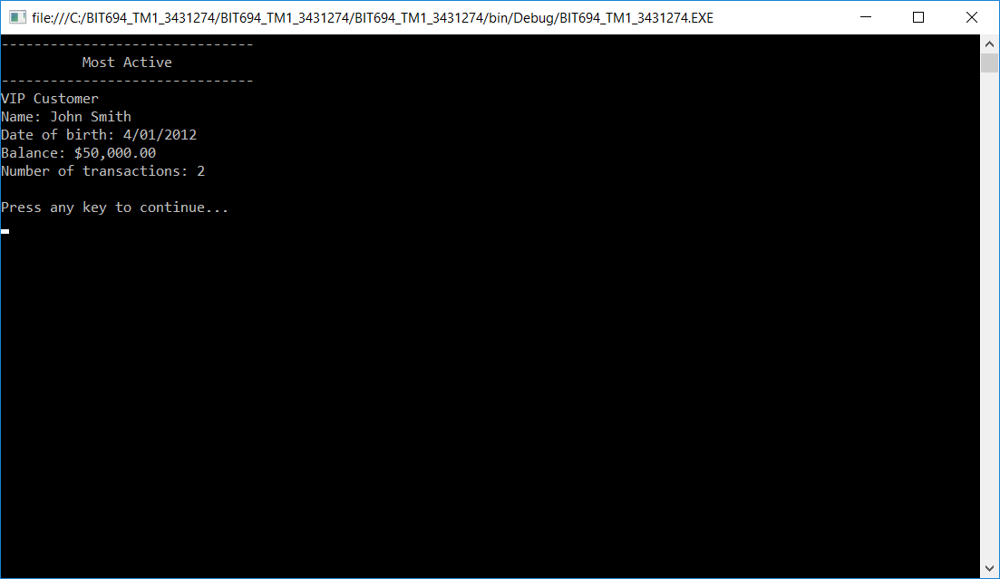 file:///C:/BIT694_TM1_3431274/BIT694_TM1_3431274/BIT694_TM1_3431274/bin/Debug/BIT694_TM1_3431274.EXE
-------------------------------
          Most Active
-------------------------------
VIP Customer
Name: John Smith
Date of birth: 4/01/2012
Balance: $50,000.00
Number of transactions: 2
Press any key to continue...